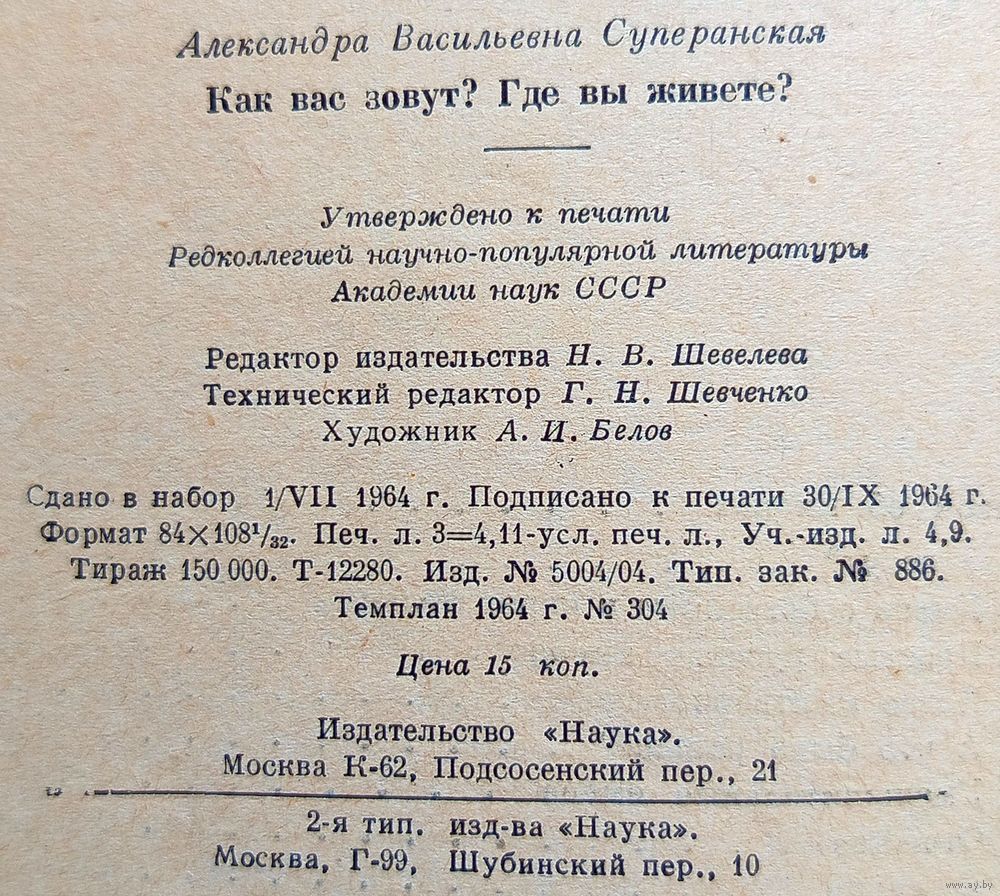 Александра Васильевна Суперанская
Как вас зовут? Где вы живете?
Утверждено к печати
Редколлегией научно-популярной литературы
Академии наук СССР
Редактор издательства Н. В. Шевелева
Технический редактор Г. Н. Шевченко
Художник А. И. Белов
Сдано в набор 1/VII 1964 г. Подписано к печати 30/IX 1964 г.
Формат 84×108¹/₃₂. Печ. л. 3=4,11-усл. печ. л., Уч.-изд. л. 4,9.
Тираж 150 000. Т-12280. Изд. № 5004/04. Тип. зак. № 886.
Темплан 1964 г. № 304
Цена 15 коп.
Издательство «Наука».
Москва К-62, Подсосенский пер., 21
2-я тип. изд-ва «Наука».
Москва, Г-99, Шубинский пер., 10
www.ay.by